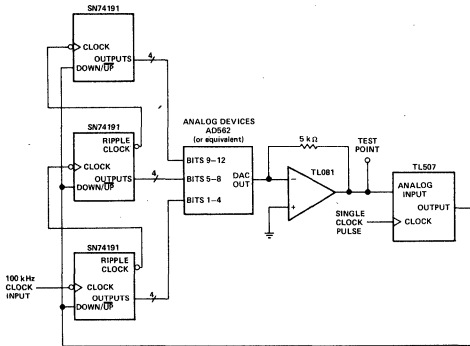 SN74191
CLOCK
OUTPUTS
DOWN/UP
4
SN74191
RIPPLE
CLOCK
CLOCK
OUTPUTS
DOWN/UP
4
SN74191
RIPPLE
CLOCK
100 kHz
CLOCK
INPUT
CLOCK
OUTPUTS
DOWN/UP
4
ANALOG DEVICES
AD562
(or equivalent)
BITS 9–12
BITS 5–8
BITS 1–4
DAC
OUT
5 kΩ
TL081
−
+
TEST
POINT
SINGLE
CLOCK
PULSE
TL507
ANALOG
INPUT
OUTPUT
CLOCK